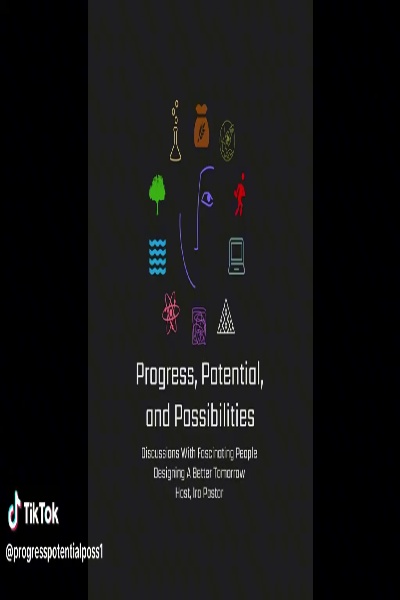 Progress, Potential,
and Possibilities
Discussions With Fascinating People
Designing A Better Tomorrow
Host, Ira Pastor
TikTok
@progresspotentialposs1